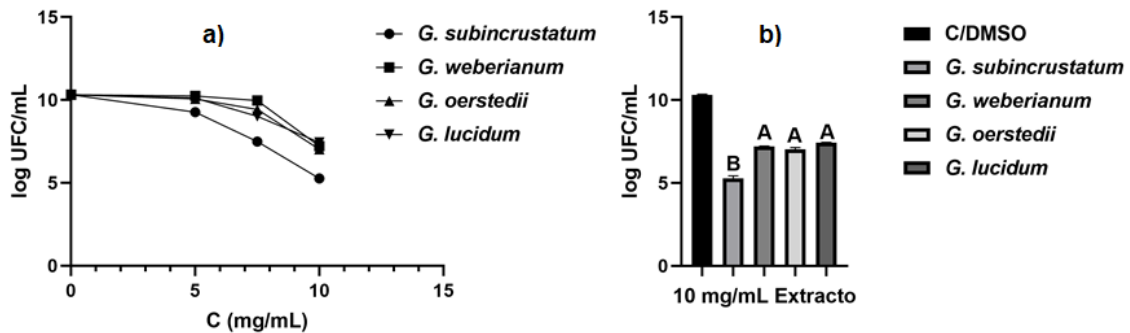 a)
log UFC/mL
15
10
5
0
0
5
10
15
C (mg/mL)
G. subincrustatum
G. weberianum
G. oerstedii
G. lucidum
b)
log UFC/mL
15
10
5
0
B
A
A
A
10 mg/mL Extracto
C/DMSO
G. subincrustatum
G. weberianum
G. oerstedii
G. lucidum